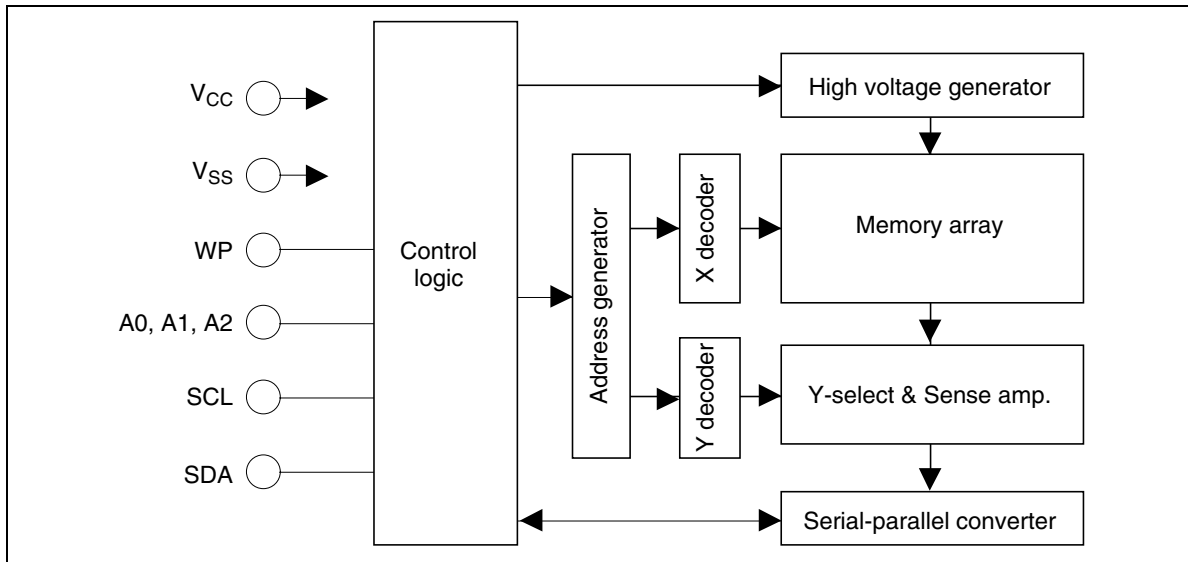 VCC
VSS
WP
A0, A1, A2
SCL
SDA
Control
logic
Address generator
X decoder
Y decoder
High voltage generator
Memory array
Y-select & Sense amp.
Serial-parallel converter